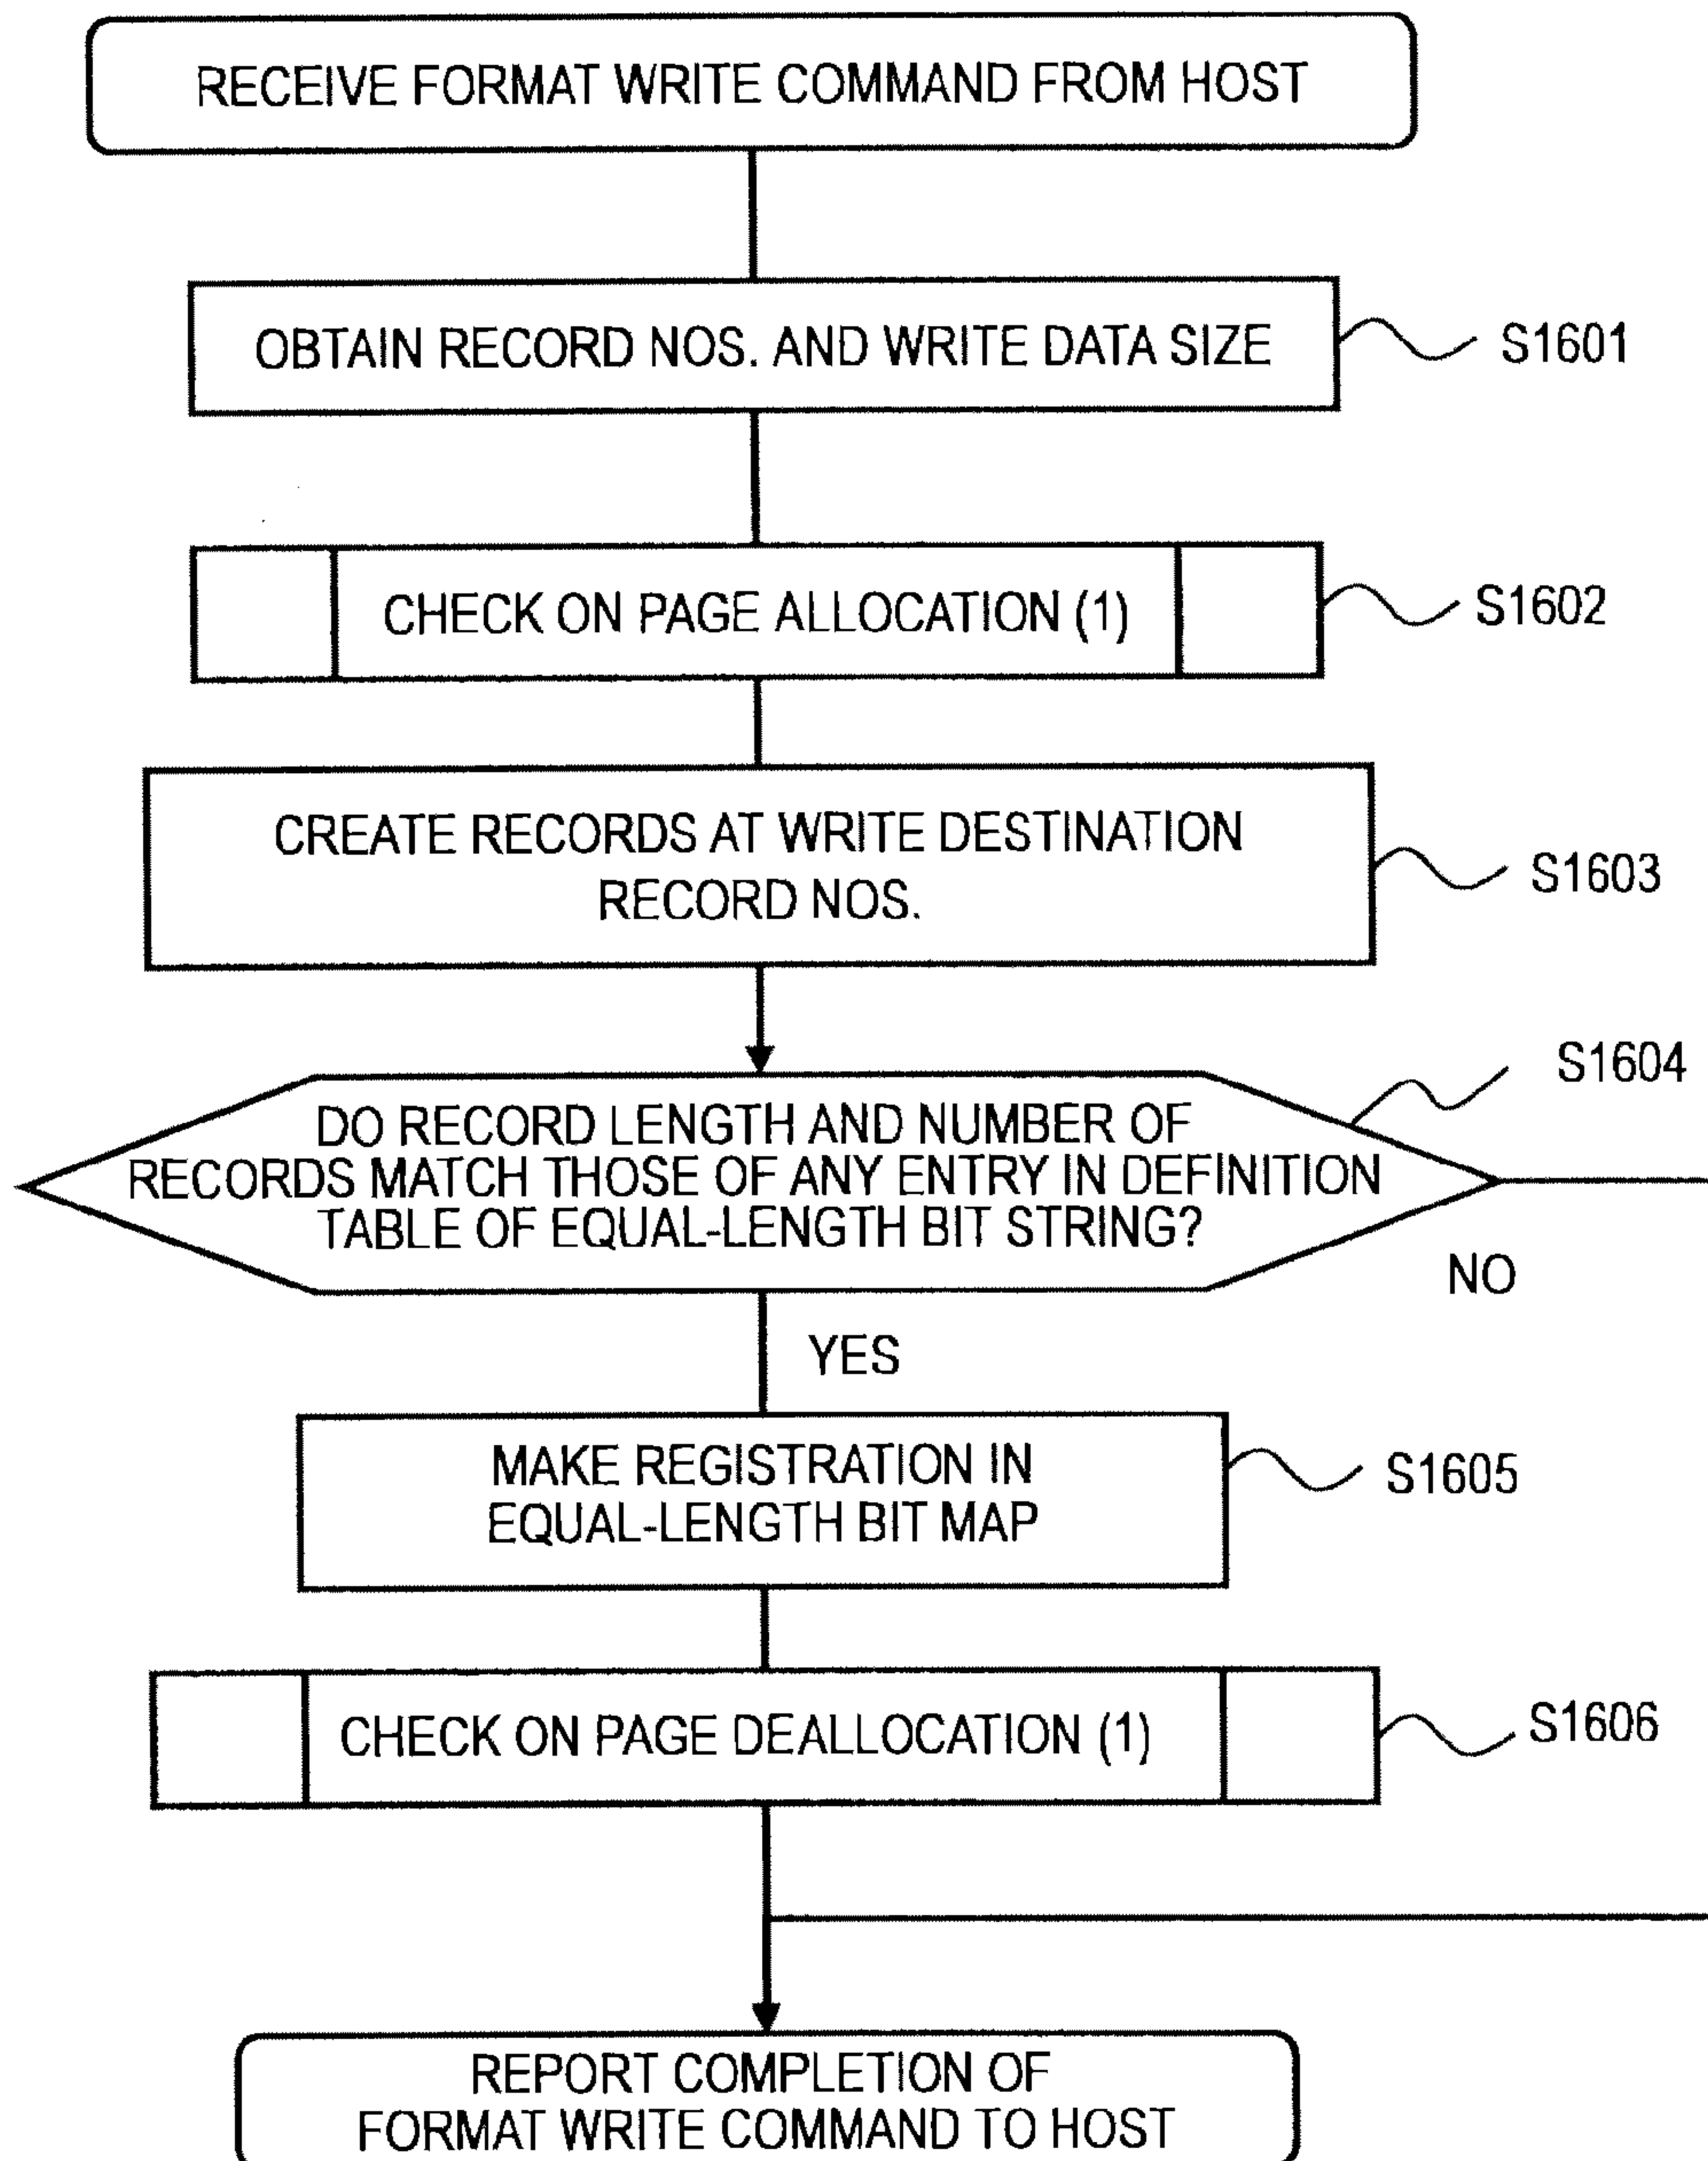 RECEIVE FORMAT WRITE COMMAND FROM HOST
OBTAIN RECORD NOS. AND WRITE DATA SIZE
S1601
CHECK ON PAGE ALLOCATION (1)
S1602
CREATE RECORDS AT WRITE DESTINATION
RECORD NOS.
S1603
S1604
DO RECORD LENGTH AND NUMBER OF
RECORDS MATCH THOSE OF ANY ENTRY IN DEFINITION
TABLE OF EQUAL-LENGTH BIT STRING?
NO
YES
MAKE REGISTRATION IN
EQUAL-LENGTH BIT MAP
S1605
CHECK ON PAGE DEALLOCATION (1)
S1606
REPORT COMPLETION OF
FORMAT WRITE COMMAND TO HOST